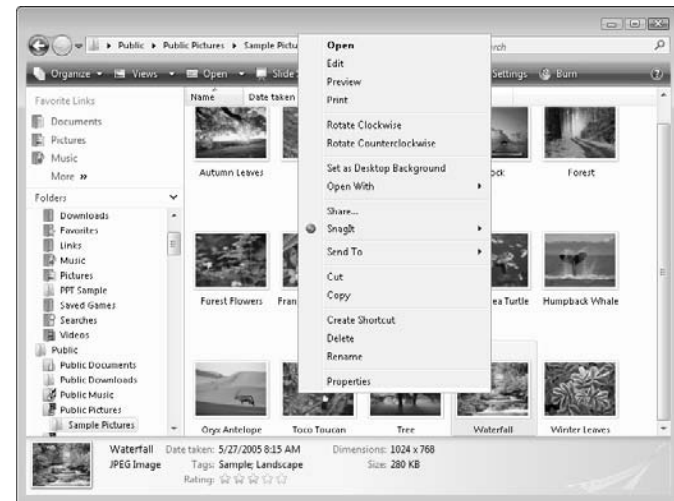 Public ▸ Public Pictures ▸ Sample Pictu
rch
Organize Views Open Slide Settings Burn
Favorite Links
Documents
Pictures
Music
More »
Folders
Downloads
Favorites
Links
Music
Pictures
PPT Sample
Saved Games
Searches
Videos
Public
Public Documents
Public Downloads
Public Music
Public Pictures
Sample Pictures
Name Date taken
Autumn Leaves ock Forest
Forest Flowers Fran ea Turtle Humpback Whale
Oryx Antelope Toco Toucan Tree Waterfall Winter Leaves
Open
Edit
Preview
Print
Rotate Clockwise
Rotate Counterclockwise
Set as Desktop Background
Open With
Share...
SnagIt
Send To
Cut
Copy
Create Shortcut
Delete
Rename
Properties
Waterfall Date taken: 5/27/2005 8:15 AM Dimensions: 1024 x 768
JPEG Image Tags: Sample; Landscape Size: 280 KB
Rating: